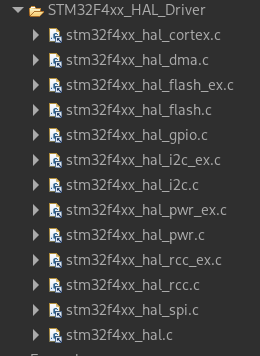 STM32F4xx_HAL_Driver
stm32f4xx_hal_cortex.c
stm32f4xx_hal_dma.c
stm32f4xx_hal_flash_ex.c
stm32f4xx_hal_flash.c
stm32f4xx_hal_gpio.c
stm32f4xx_hal_i2c_ex.c
stm32f4xx_hal_i2c.c
stm32f4xx_hal_pwr_ex.c
stm32f4xx_hal_pwr.c
stm32f4xx_hal_rcc_ex.c
stm32f4xx_hal_rcc.c
stm32f4xx_hal_spi.c
stm32f4xx_hal.c